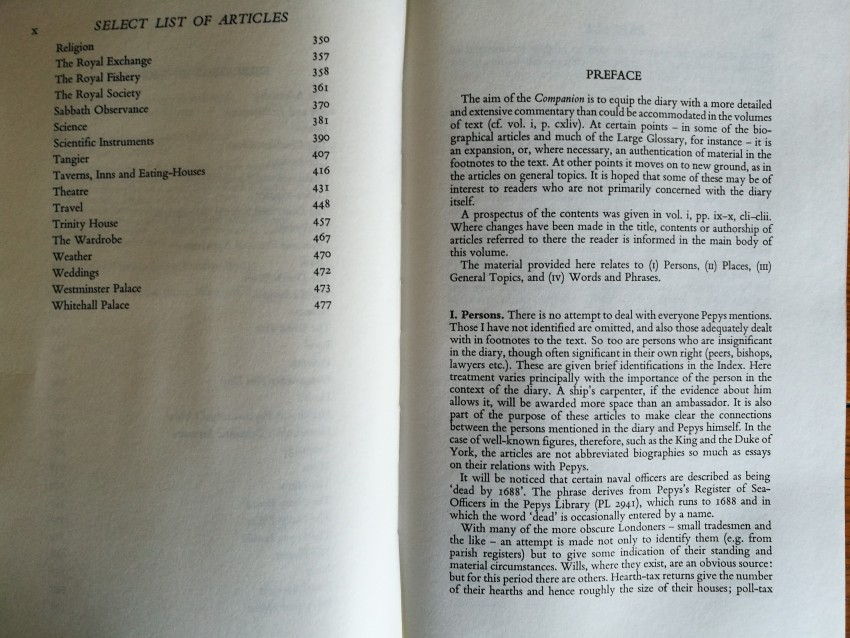 x SELECT LIST OF ARTICLES
Religion 350
The Royal Exchange 357
The Royal Fishery 358
The Royal Society 361
Sabbath Observance 370
Science 381
Scientific Instruments 390
Tangier 407
Taverns, Inns and Eating-Houses 416
Theatre 431
Travel 448
Trinity House 457
The Wardrobe 467
Weather 470
Weddings 472
Westminster Palace 473
Whitehall Palace 477
PREFACE
The aim of the Companion is to equip the diary with a more detailed
and extensive commentary than could be accommodated in the volumes
of text (cf. vol. i, p. cxliv). At certain points – in some of the bio-
graphical articles and much of the Large Glossary, for instance – it is
an expansion, or, where necessary, an authentication of material in the
footnotes to the text. At other points it moves on to new ground, as in
the articles on general topics. It is hoped that some of these may be of
interest to readers who are not primarily concerned with the diary
itself.
A prospectus of the contents was given in vol. i, pp. ix–x, cli–clii.
Where changes have been made in the title, contents or authorship of
articles referred to there the reader is informed in the main body of
this volume.
The material provided here relates to (I) Persons, (II) Places, (III)
General Topics, and (IV) Words and Phrases.
I. Persons. There is no attempt to deal with everyone Pepys mentions.
Those I have not identified are omitted, and also those adequately dealt
with in footnotes to the text. So too are persons who are insignificant
in the diary, though often significant in their own right (peers, bishops,
lawyers etc.). These are given brief identifications in the Index. Here
treatment varies principally with the importance of the person in the
context of the diary. A ship's carpenter, if the evidence about him
allows it, will be awarded more space than an ambassador. It is also
part of the purpose of these articles to make clear the connections
between the persons mentioned in the diary and Pepys himself. In the
case of well-known figures, therefore, such as the King and the Duke of
York, the articles are not abbreviated biographies so much as essays
on their relations with Pepys.
It will be noticed that certain naval officers are described as being
'dead by 1688'. The phrase derives from Pepys's Register of Sea-
Officers in the Pepys Library (PL 2941), which runs to 1688 and in
which the word 'dead' is occasionally entered by a name.
With many of the more obscure Londoners – small tradesmen and
the like – an attempt is made not only to identify them (e.g. from
parish registers) but to give some indication of their standing and
material circumstances. Wills, where they exist, are an obvious source:
but for this period there are others. Hearth-tax returns give the number
of their hearths and hence roughly the size of their houses; poll-tax